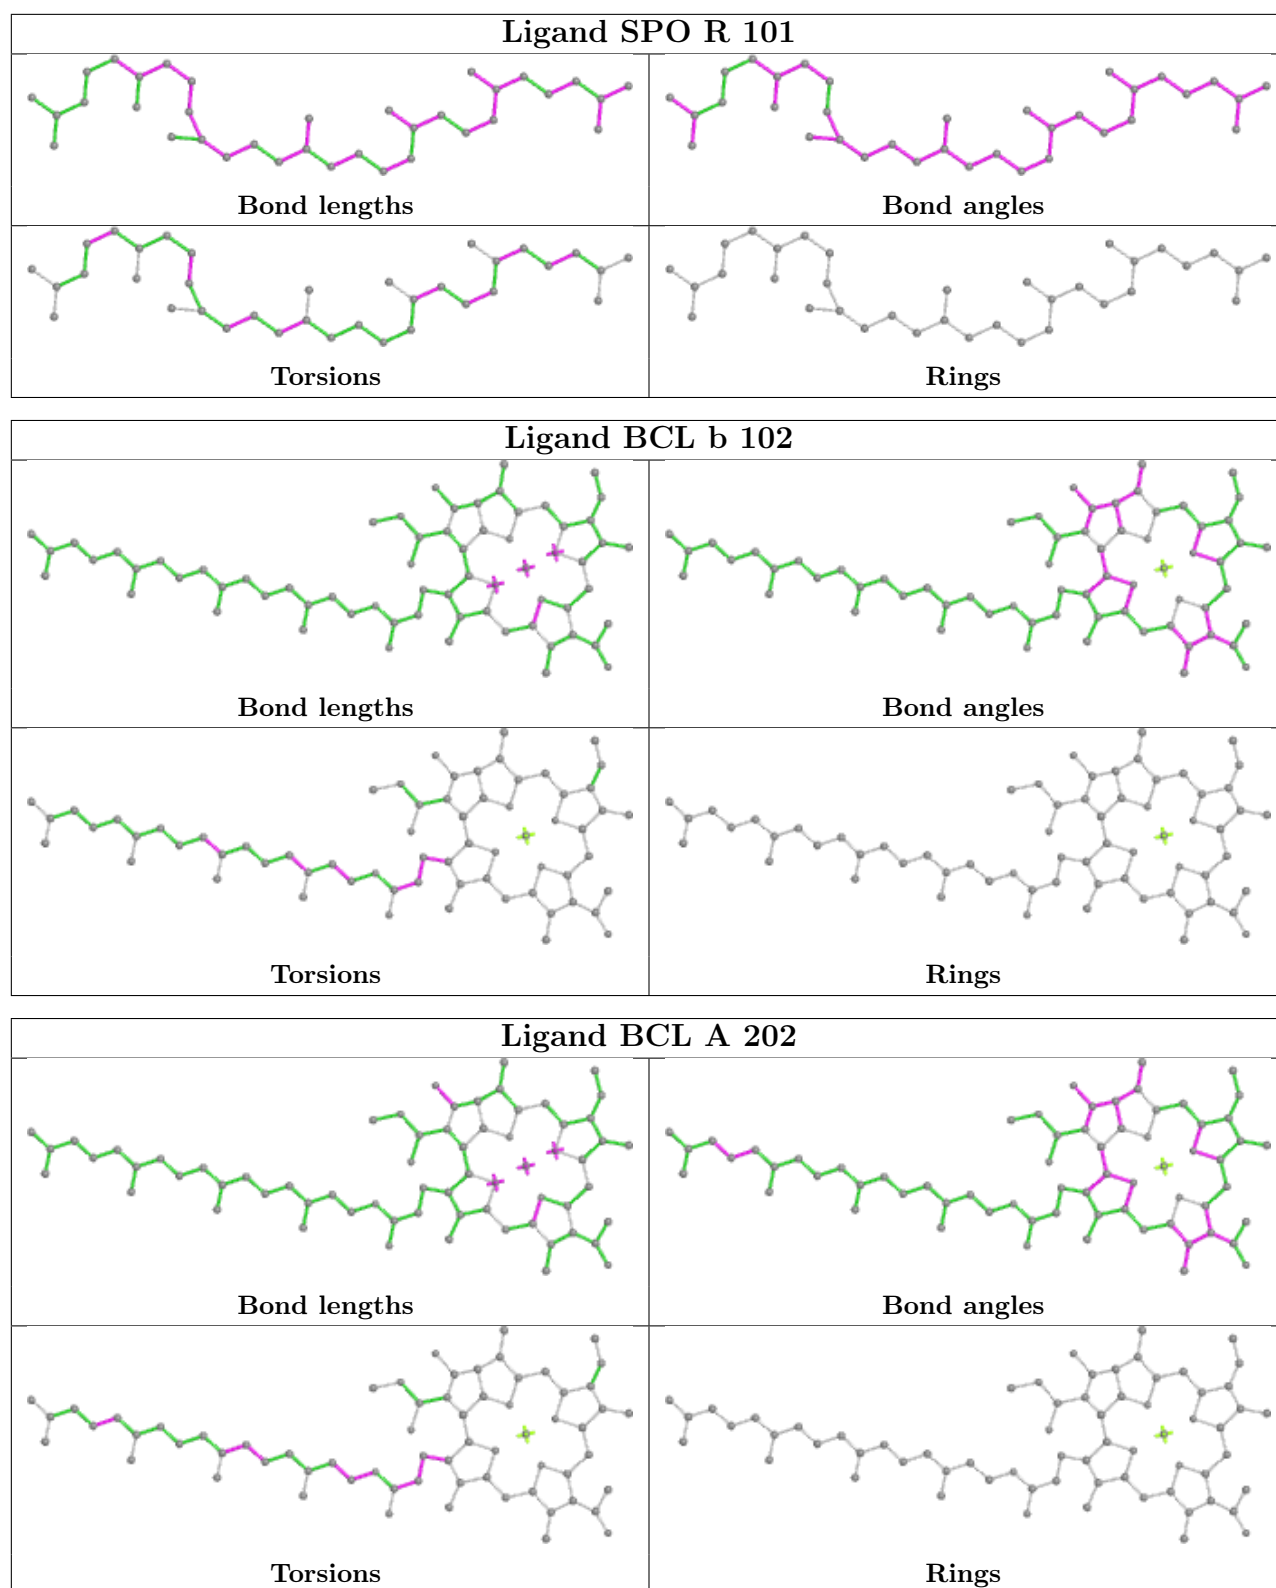 Ligand SPO R 101
Bond lengths
Bond angles
Torsions
Rings
Ligand BCL b 102
Bond lengths
Bond angles
Torsions
Rings
Ligand BCL A 202
Bond lengths
Bond angles
Torsions
Rings